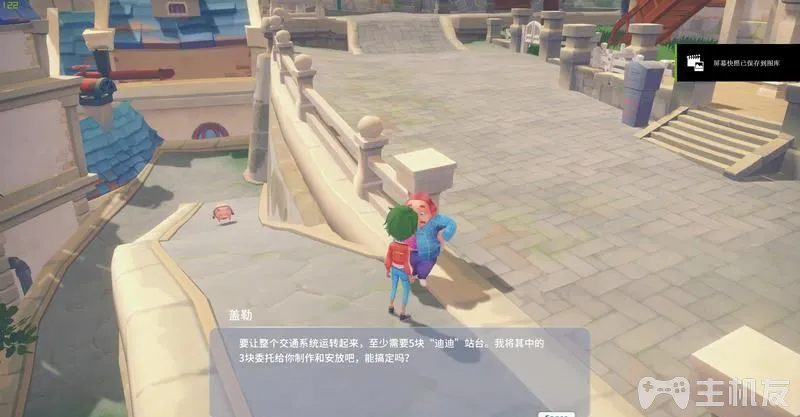 122
屏幕快照已保存到图库
盖勒
要让整个交通系统运转起来，至少需要5块“迪迪”站台。我将其中的
3块委托给你制作和安放吧，能搞定吗？
Space
主机友